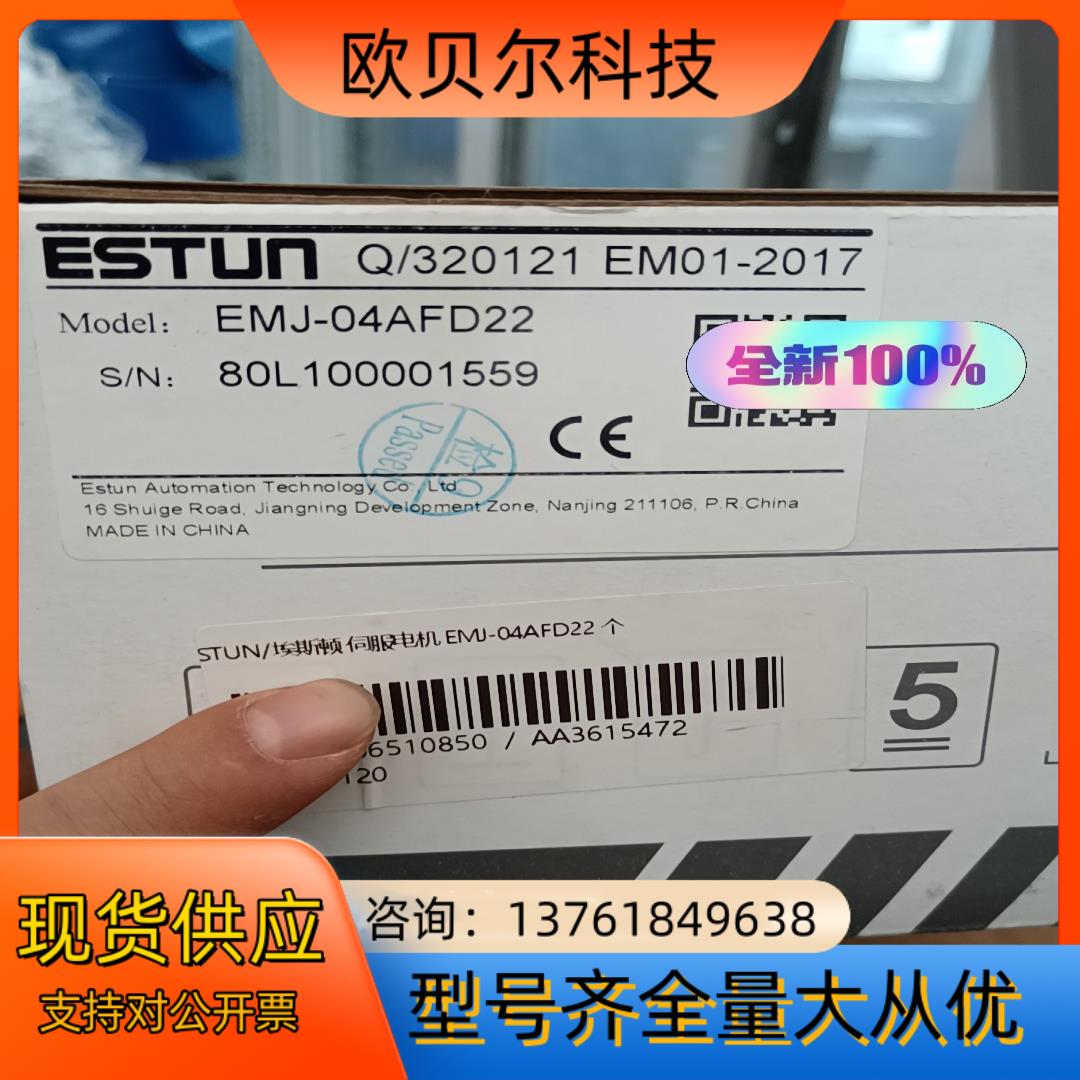 欧贝尔科技
ESTUN Q/320121 EM01-2017
Model: EMJ-04AFD22
S/N: 80L100001559
全新100%
Passed
CE
Estun Automation Technology Co., Ltd
16 Shuige Road, Jiangning Development Zone, Nanjing 211106, P.R.China
MADE IN CHINA
STUN/埃斯顿 伺服电机 EMJ-04AFD22 个
6510850 / AA3615472
120
5
现货供应
支持对公开票
咨询：13761849638
型号齐全量大从优